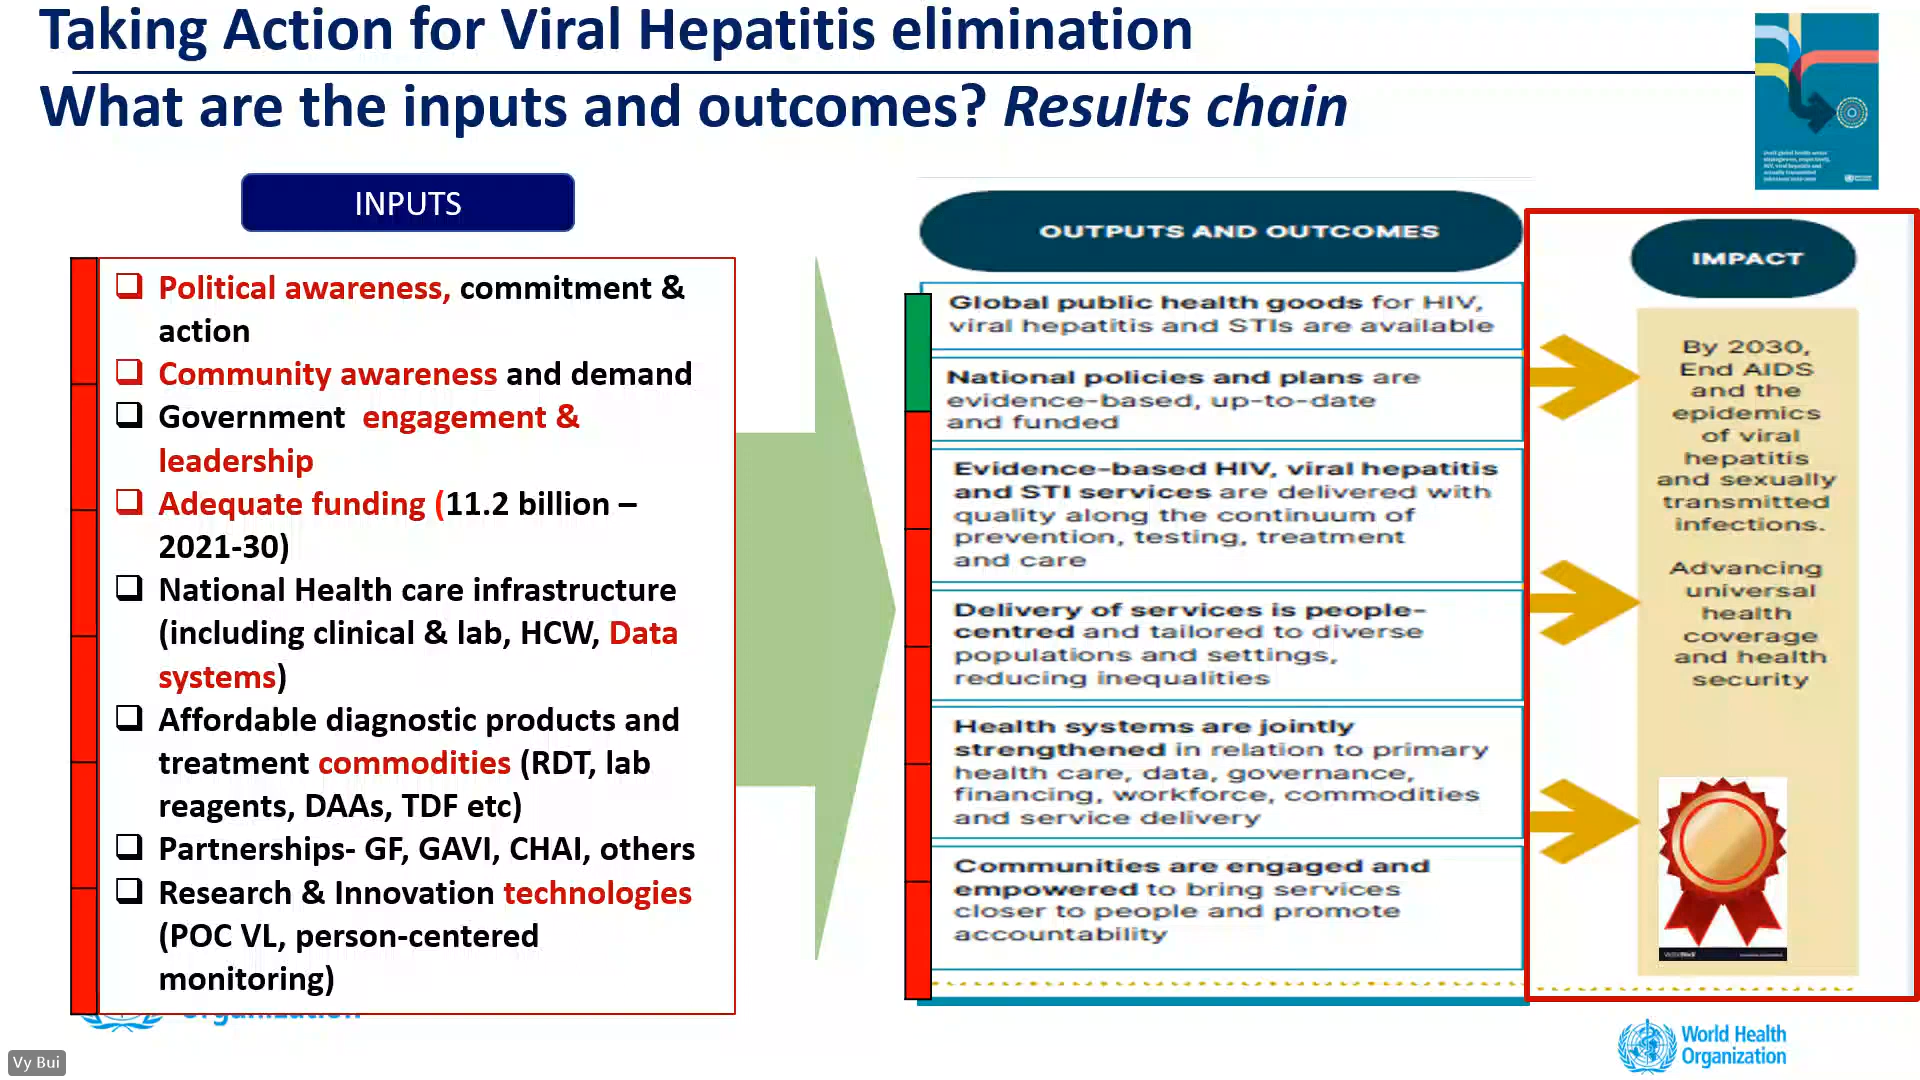 Taking Action for Viral Hepatitis elimination
What are the inputs and outcomes? Results chain
INPUTS
Political awareness, commitment &
action
Community awareness and demand
Government engagement &
leadership
Adequate funding (11.2 billion –
2021-30)
National Health care infrastructure
(including clinical & lab, HCW, Data
systems)
Affordable diagnostic products and
treatment commodities (RDT, lab
reagents, DAAs, TDF etc)
Partnerships- GF, GAVI, CHAI, others
Research & Innovation technologies
(POC VL, person-centered
monitoring)
OUTPUTS AND OUTCOMES
Global public health goods for HIV,
viral hepatitis and STIs are available
National policies and plans are
evidence-based, up-to-date
and funded
Evidence-based HIV, viral hepatitis
and STI services are delivered with
quality along the continuum of
prevention, testing, treatment
and care
Delivery of services is people-
centred and tailored to diverse
populations and settings,
reducing inequalities
Health systems are jointly
strengthened in relation to primary
health care, data, governance,
financing, workforce, commodities
and service delivery
Communities are engaged and
empowered to bring services
closer to people and promote
accountability
IMPACT
By 2030,
End AIDS
and the
epidemics
of viral
hepatitis
and sexually
transmitted
infections.
Advancing
universal
health
coverage
and health
security
World Health
Organization
Vy Bui